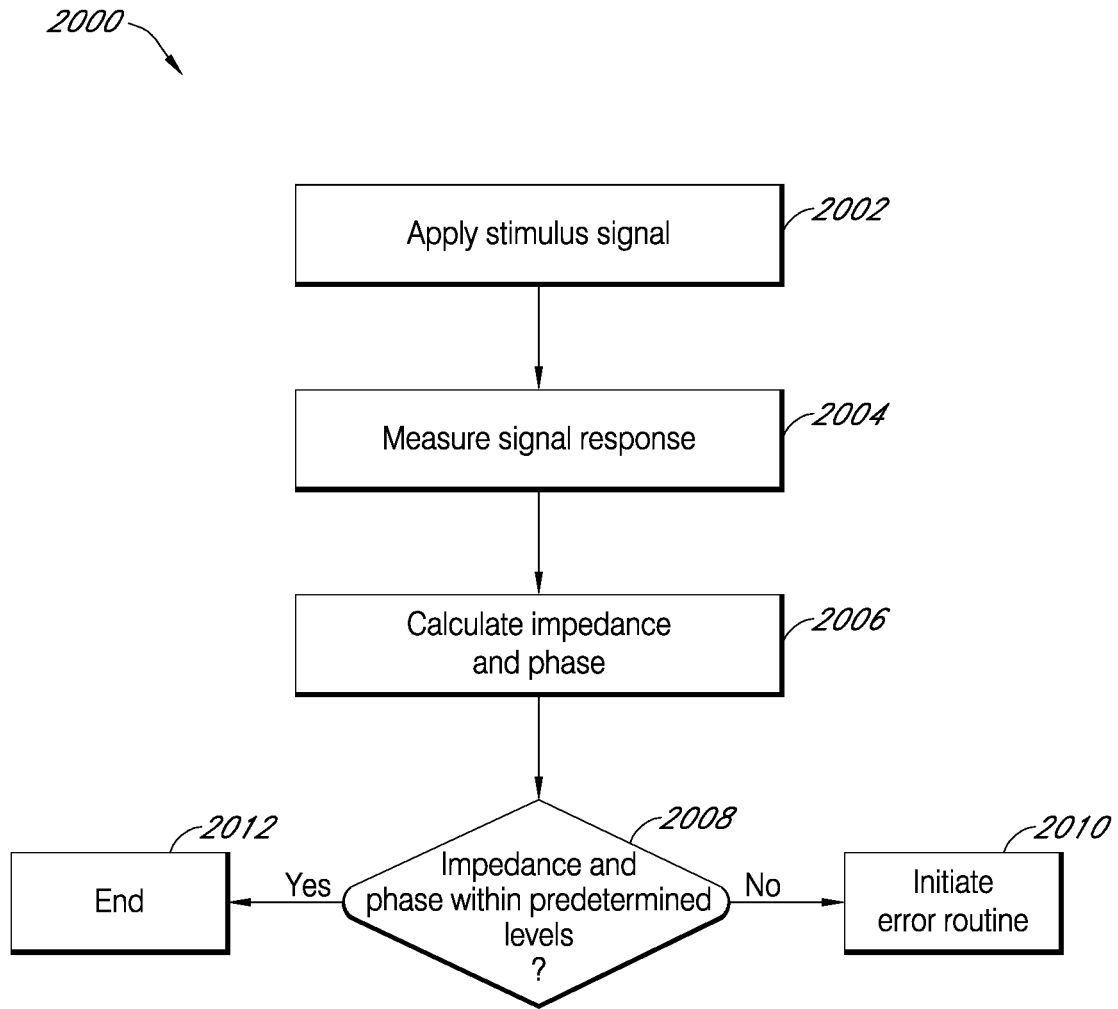 2000
Apply stimulus signal
2002
Measure signal response
2004
Calculate impedance
and phase
2006
2008
Impedance and
phase within predetermined
levels
?
Yes
2012
End
No
2010
Initiate
error routine